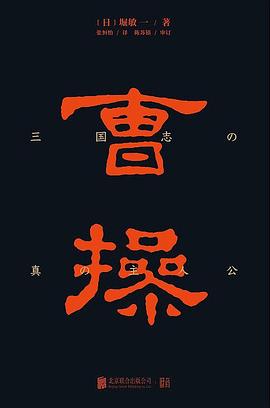 ［日］堀敏一 / 著
张恒怡 / 译 陈苏镇 / 审订
曹
三国志の
操
真の主人公
北京联合出版公司